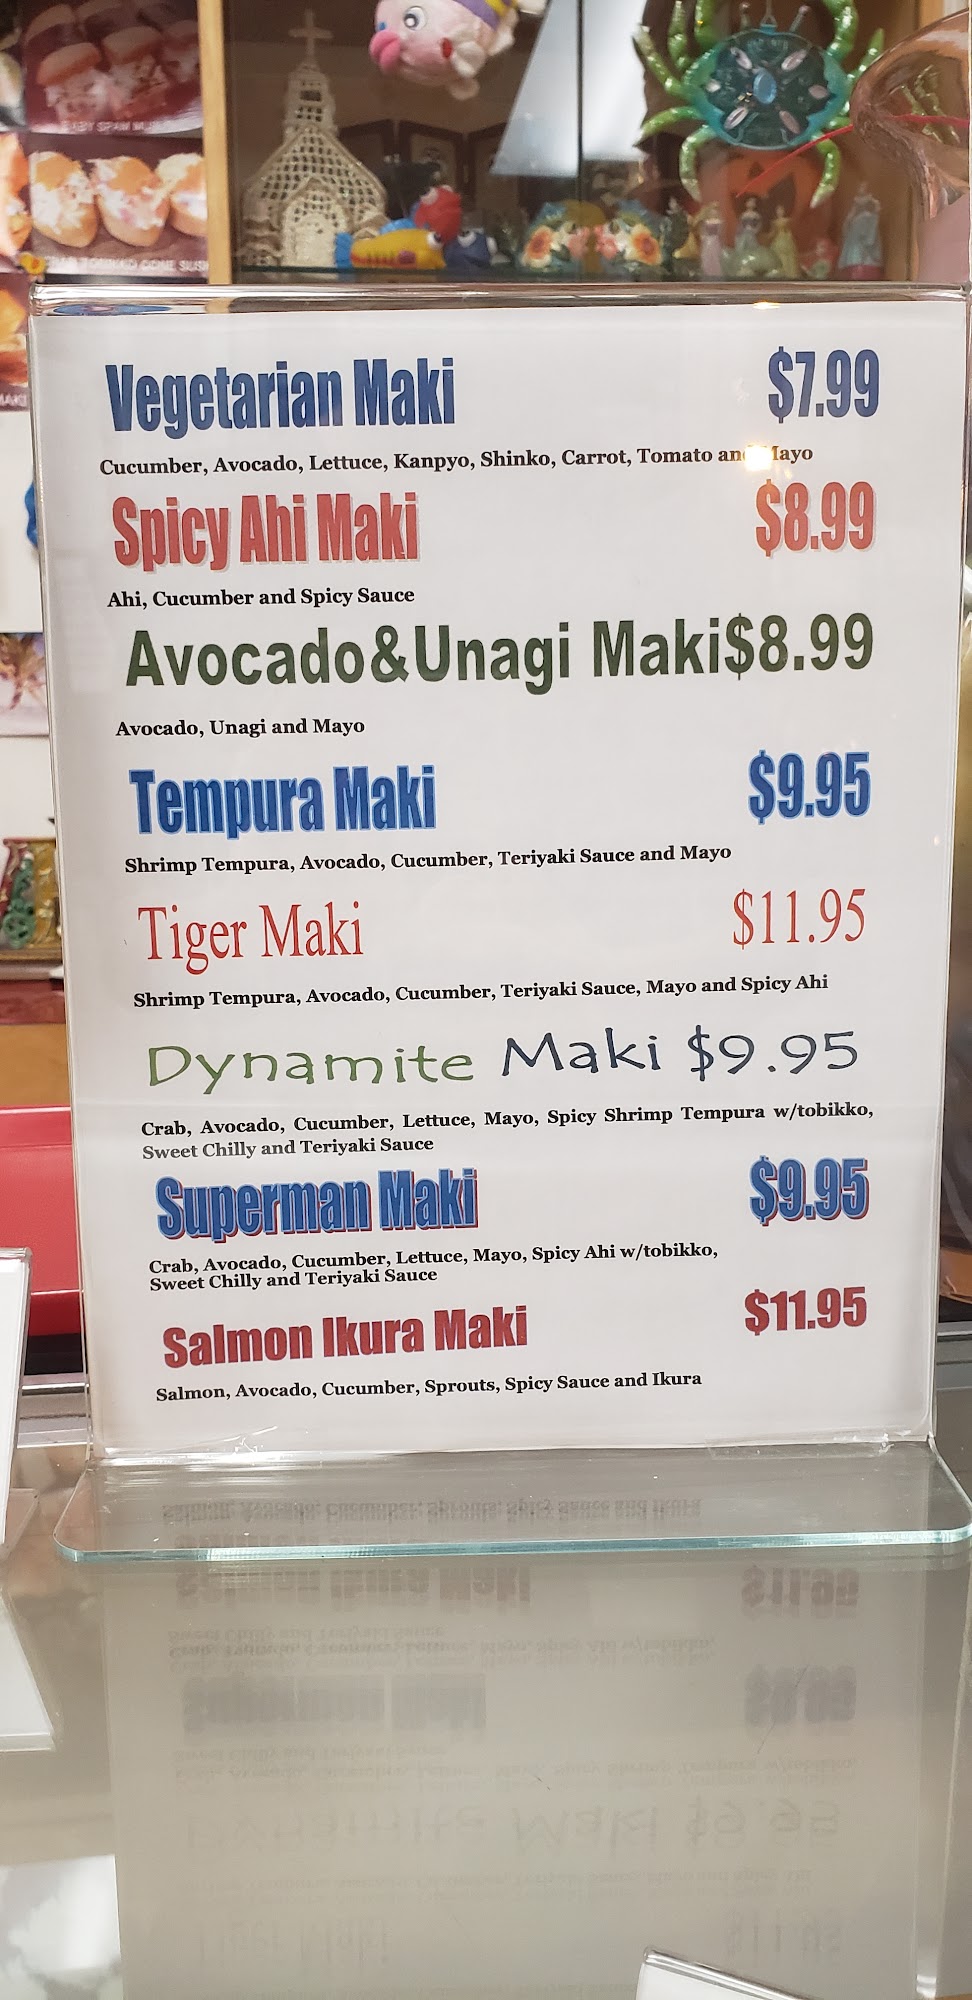 BABY SPAM
TOBIKKO CONE SUSHI
Vegetarian Maki $7.99
Cucumber, Avocado, Lettuce, Kanpyo, Shinko, Carrot, Tomato and Mayo
Spicy Ahi Maki $8.99
Ahi, Cucumber and Spicy Sauce
Avocado&Unagi Maki$8.99
Avocado, Unagi and Mayo
Tempura Maki $9.95
Shrimp Tempura, Avocado, Cucumber, Teriyaki Sauce and Mayo
Tiger Maki $11.95
Shrimp Tempura, Avocado, Cucumber, Teriyaki Sauce, Mayo and Spicy Ahi
Dynamite Maki $9.95
Crab, Avocado, Cucumber, Lettuce, Mayo, Spicy Shrimp Tempura w/tobikko,
Sweet Chilly and Teriyaki Sauce
Superman Maki $9.95
Crab, Avocado, Cucumber, Lettuce, Mayo, Spicy Ahi w/tobikko,
Sweet Chilly and Teriyaki Sauce
Salmon Ikura Maki $11.95
Salmon, Avocado, Cucumber, Sprouts, Spicy Sauce and Ikura